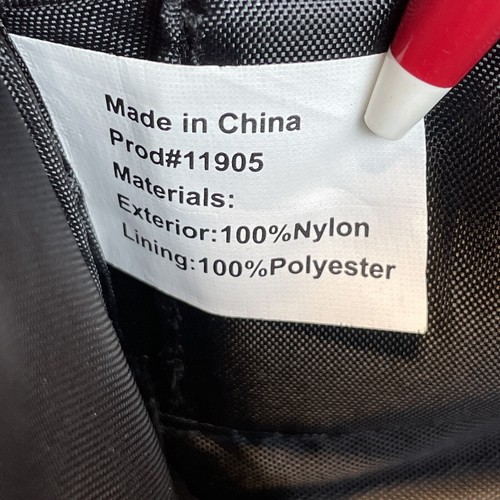 Made in China
Prod#11905
Materials:
Exterior:100%Nylon
Lining:100%Polyester